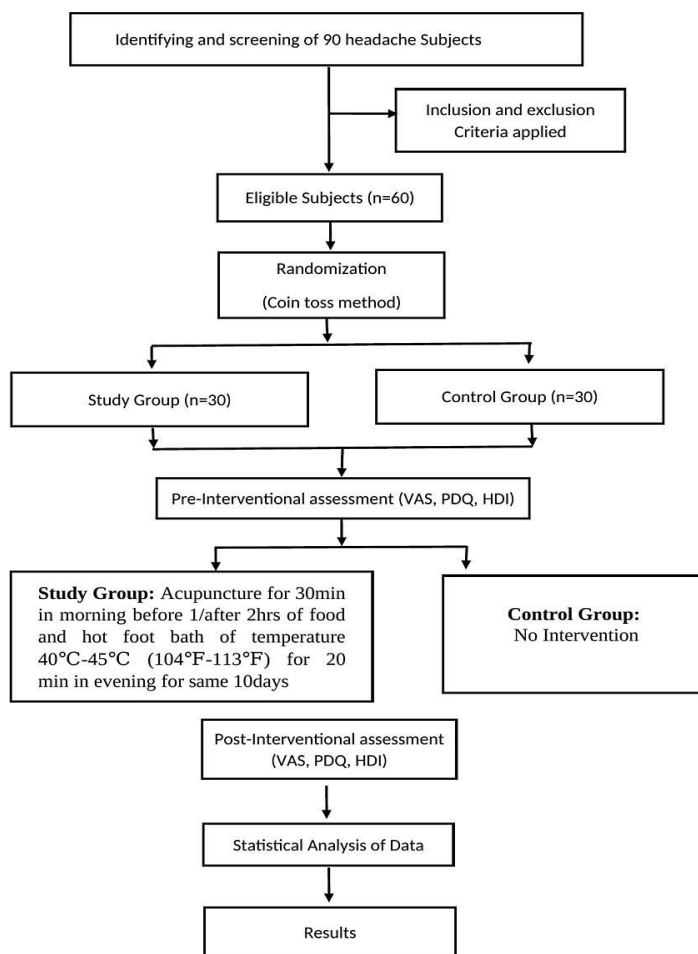 Identifying and screening of 90 headache Subjects
Inclusion and exclusion
Criteria applied
Eligible Subjects (n=60)
Randomization
(Coin toss method)
Study Group (n=30)
Control Group (n=30)
Pre-Interventional assessment (VAS, PDQ, HDI)
Study Group: Acupuncture for 30min
in morning before 1/after 2hrs of food
and hot foot bath of temperature
40℃-45℃ (104℉-113℉) for 20
min in evening for same 10days
Control Group:
No Intervention
Post-Interventional assessment
(VAS, PDQ, HDI)
Statistical Analysis of Data
Results